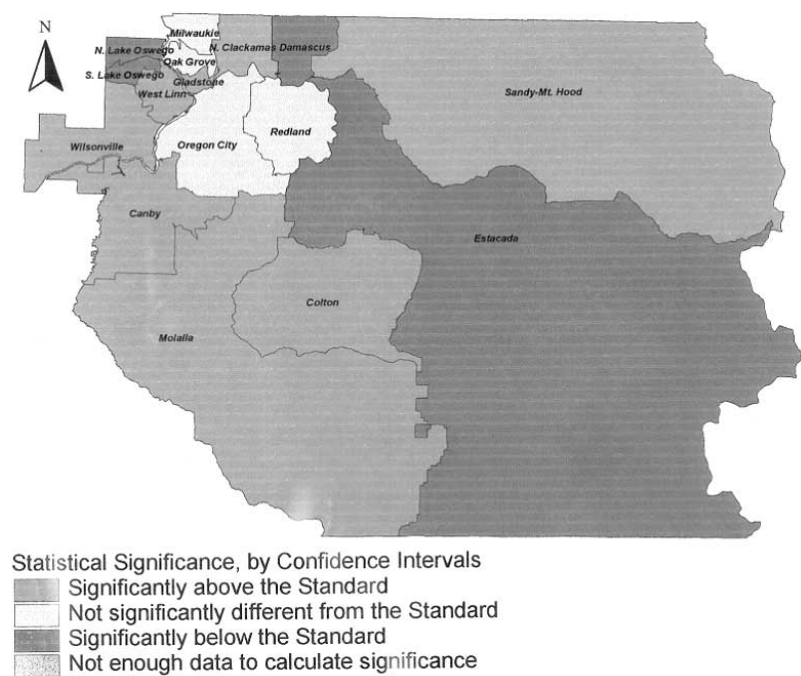 N
Milwaukie
N. Lake Oswego
N. Clackamas
Damascus
Oak Grove
S. Lake Oswego
Gladstone
West Linn
Sandy-Mt. Hood
Redland
Oregon City
Wilsonville
Canby
Estacada
Colton
Molalla
Statistical Significance, by Confidence Intervals
Significantly above the Standard
Not significantly different from the Standard
Significantly below the Standard
Not enough data to calculate significance